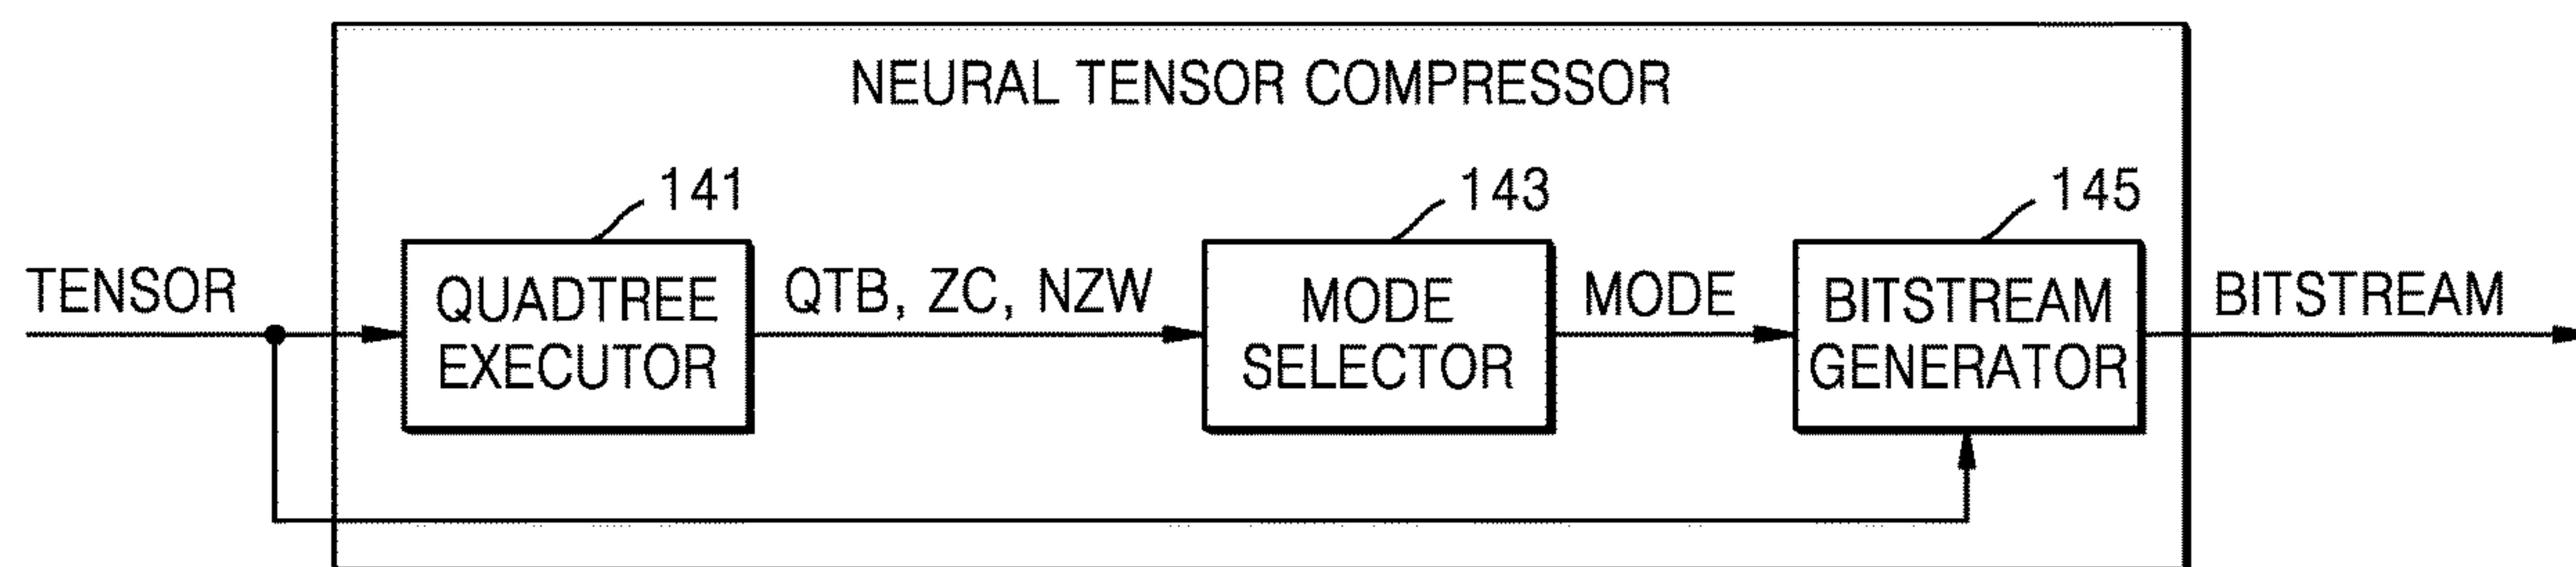 NEURAL TENSOR COMPRESSOR
141
143
145
TENSOR
QUADTREE
EXECUTOR
QTB, ZC, NZW
MODE
SELECTOR
MODE
BITSTREAM
GENERATOR
BITSTREAM